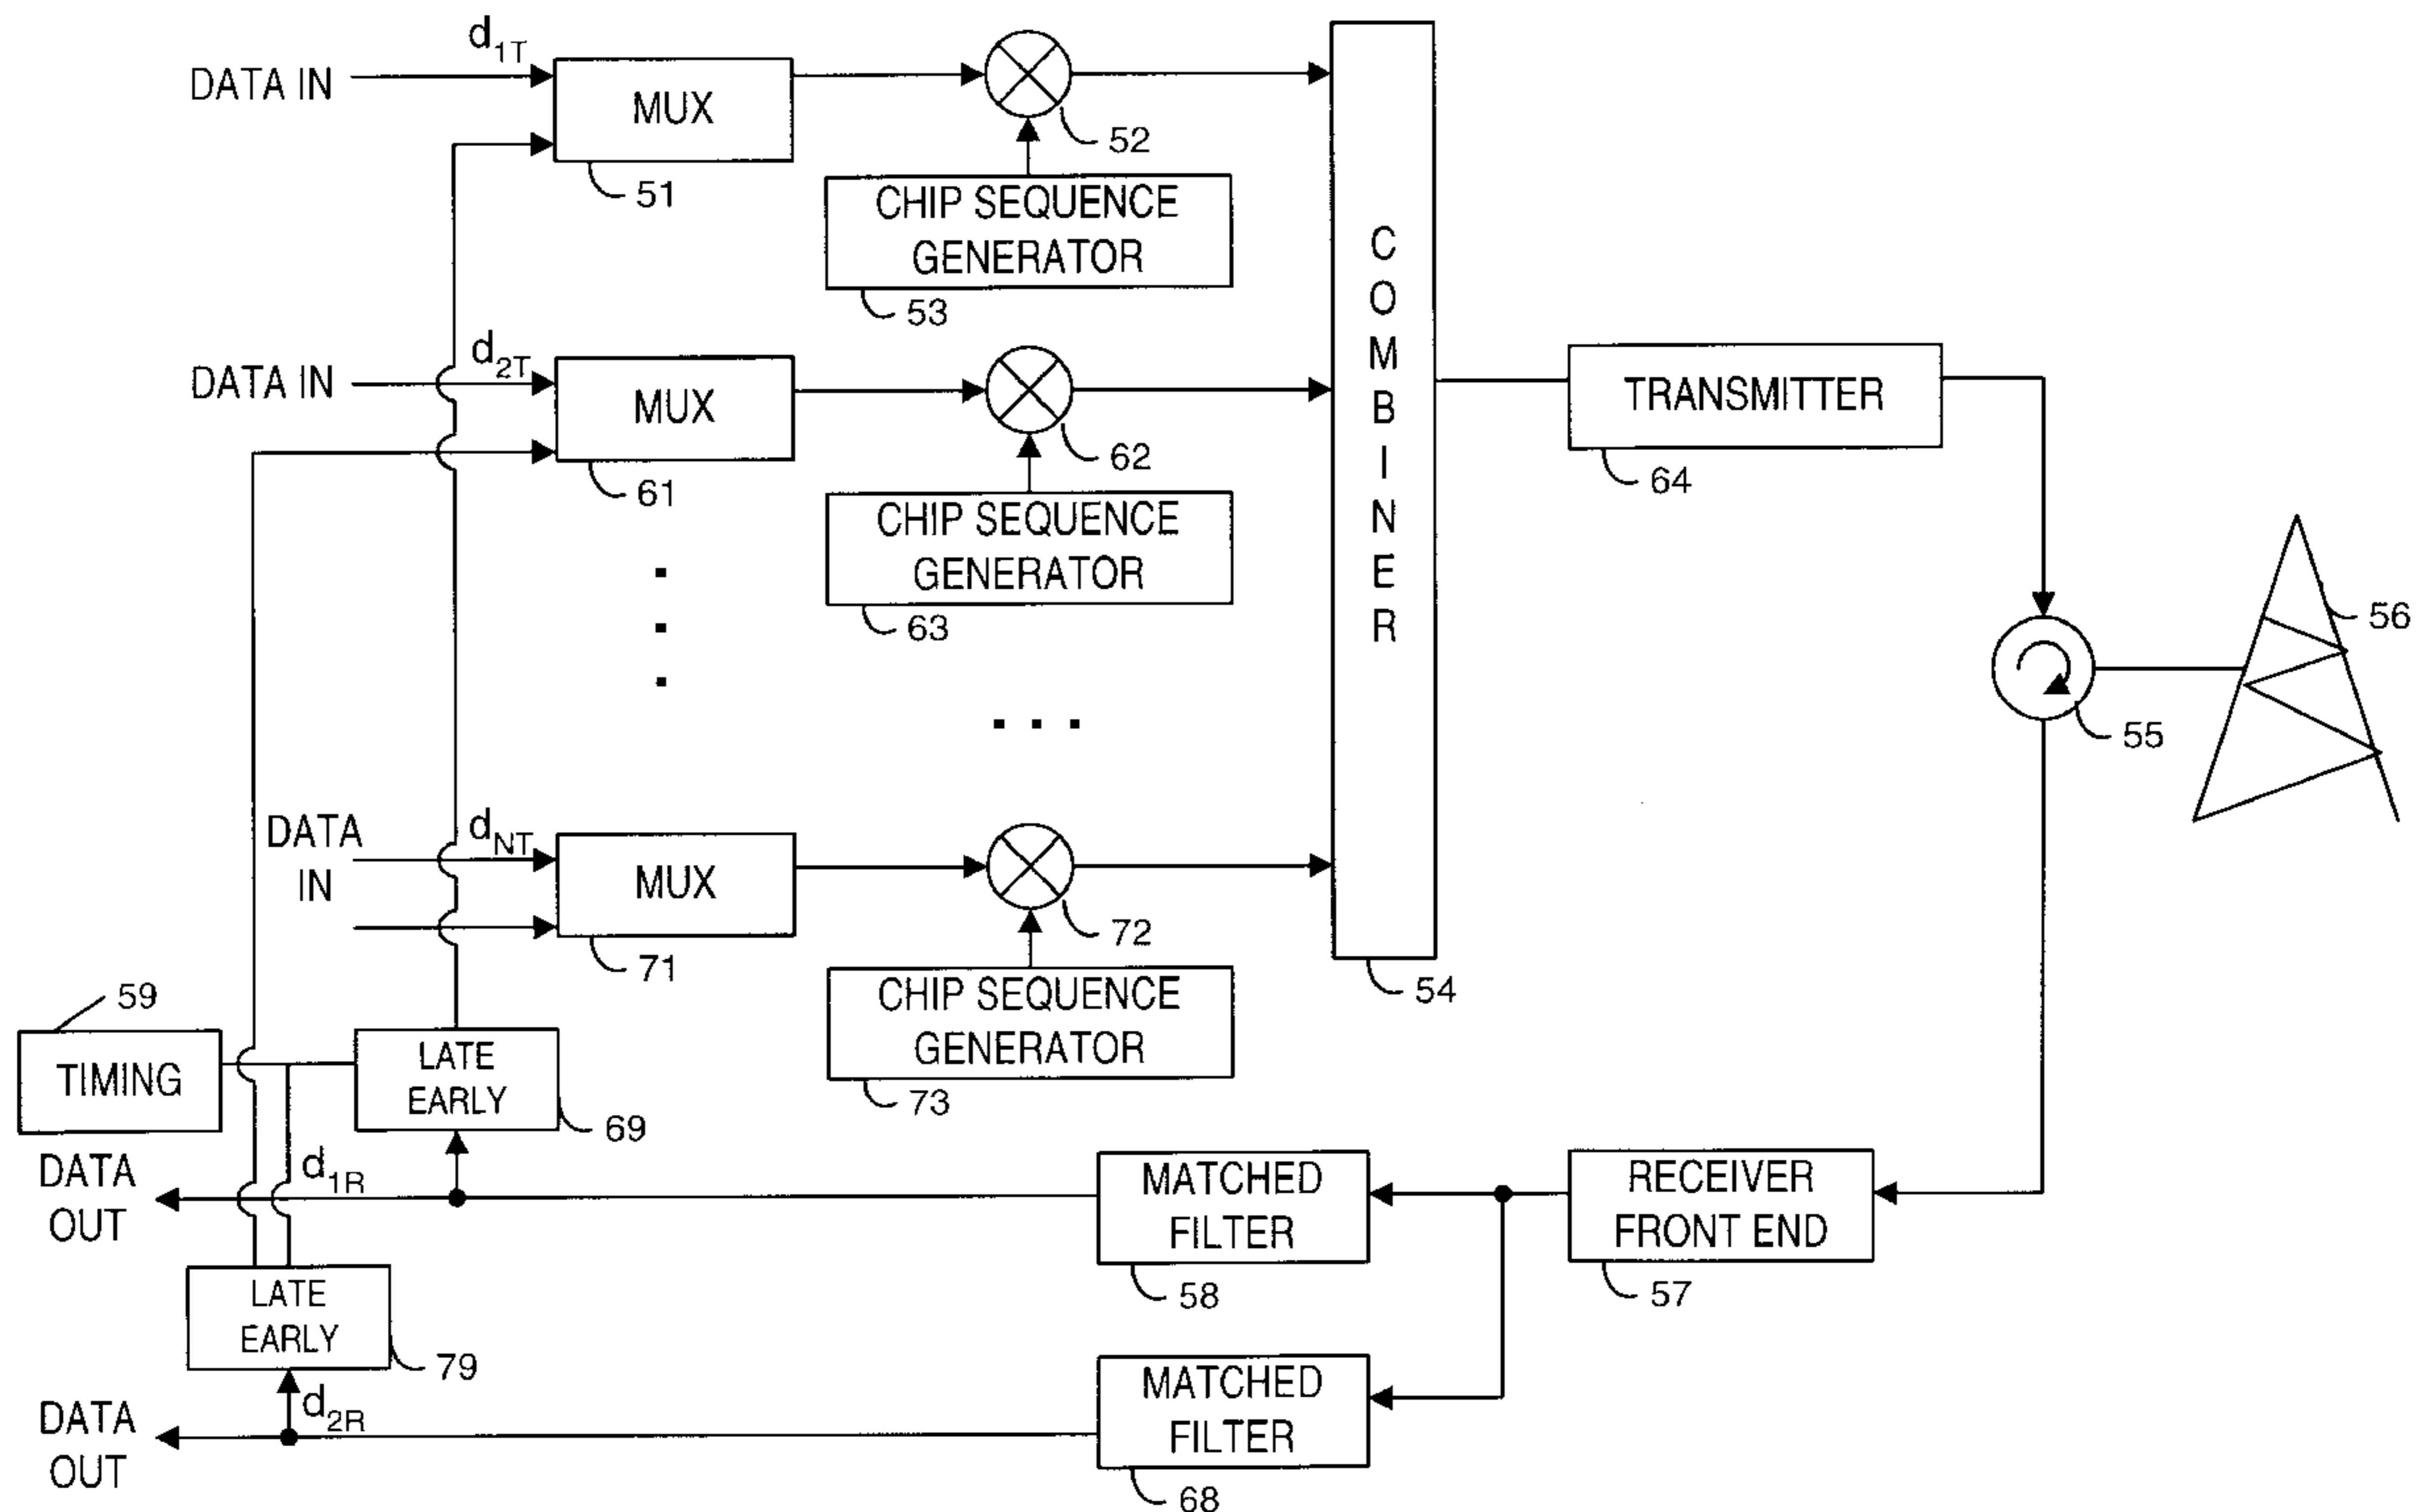 d1T
DATA IN
MUX
51
52
CHIP SEQUENCE
GENERATOR
53
d2T
DATA IN
MUX
61
62
CHIP SEQUENCE
GENERATOR
63
COMBINER
54
TRANSMITTER
64
56
55
dNT
DATA
IN
MUX
71
72
CHIP SEQUENCE
GENERATOR
73
59
TIMING
LATE
EARLY
69
DATA
OUT
d1R
MATCHED
FILTER
58
RECEIVER
FRONT END
57
LATE
EARLY
79
DATA
OUT
d2R
MATCHED
FILTER
68